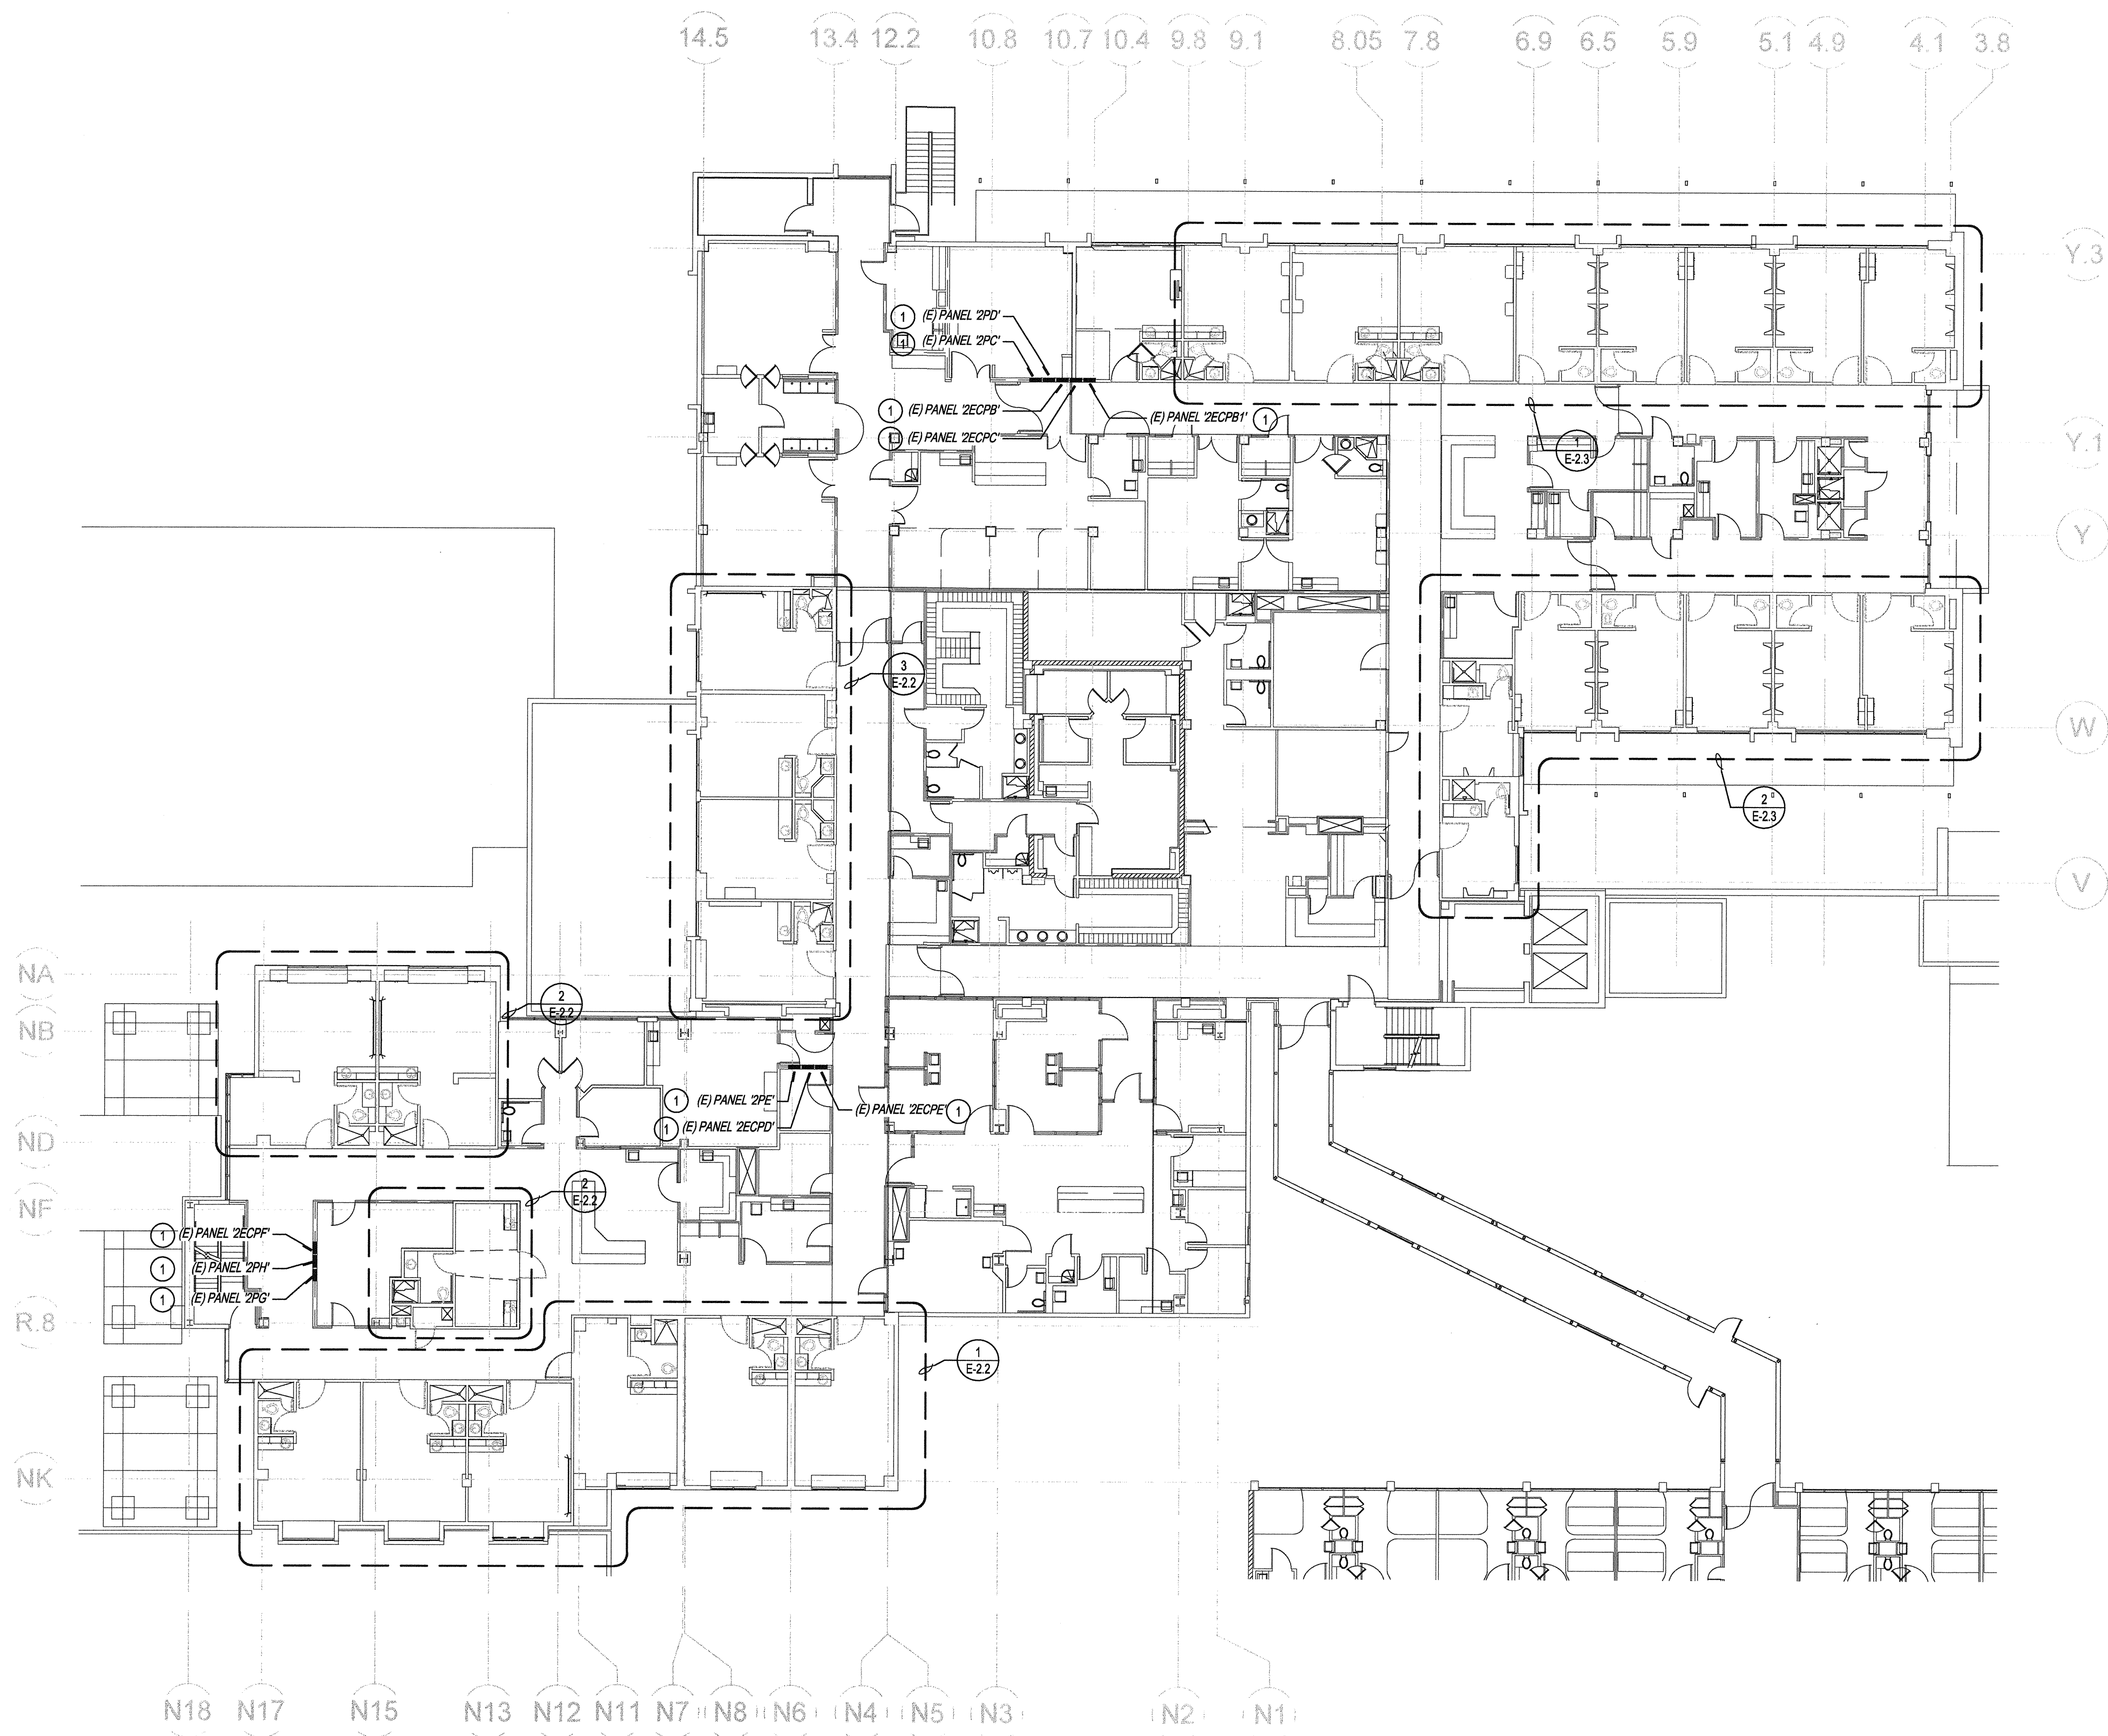 14.5 13.4 12.2 10.8 10.7 10.4 9.8 9.1 8.05 7.8 6.9 6.5 5.9 5.1 4.9 4.1 3.8
Y.3
1 (E) PANEL '2PD'
1 (E) PANEL '2PC'
1 (E) PANEL '2ECPB'
(E) PANEL '2ECPB1' 1
1 (E) PANEL '2ECPC'
Y.1
1
E-2.3
Y
3
E-2.2
W
2
E-2.3
V
NA
2
E-2.2
NB
1 (E) PANEL '2PE'
(E) PANEL '2ECPE' 1
1 (E) PANEL '2ECPD'
ND
2
E-2.2
NF
1 (E) PANEL '2ECPF'
1 (E) PANEL '2PH'
1 (E) PANEL '2PG'
R.8
1
E-2.2
NK
N18 N17 N15 N13 N12 N11 N7 N8 N6 N4 N5 N3 N2 N1